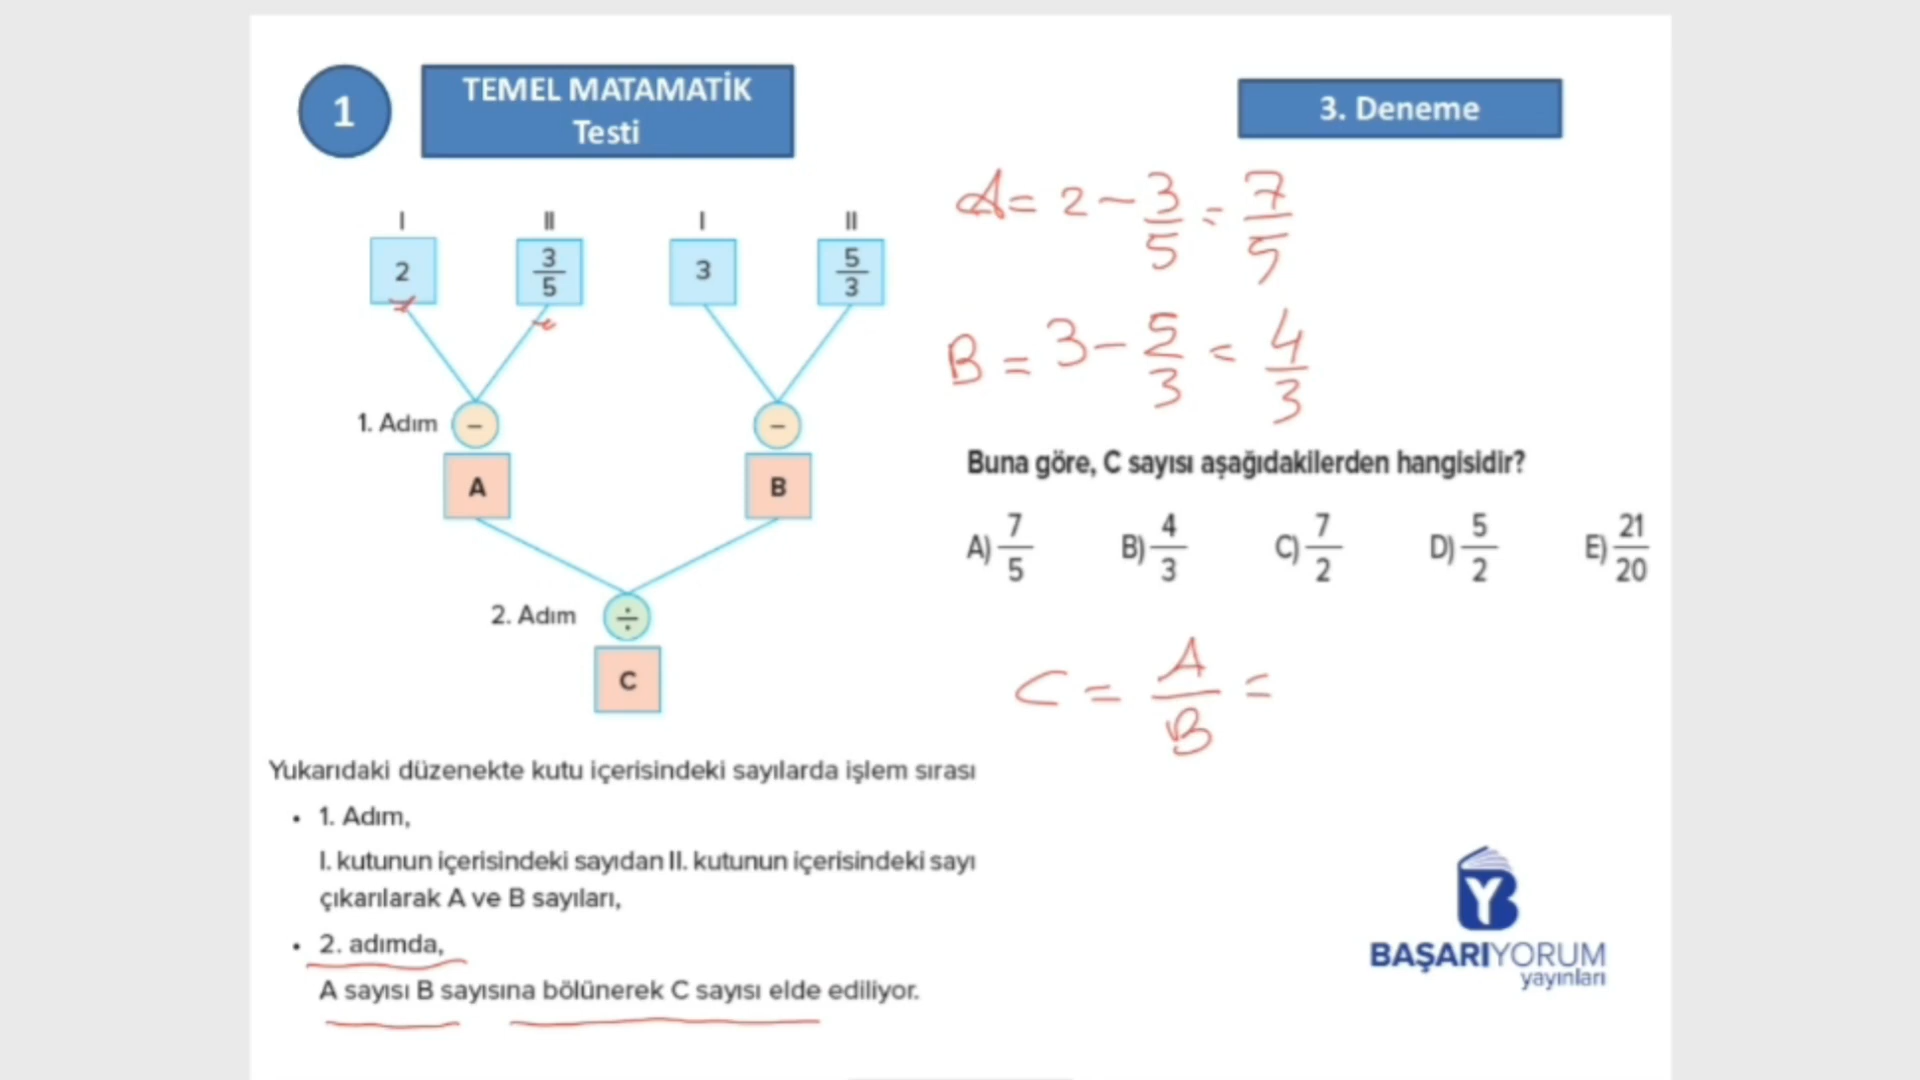 1
TEMEL MATAMATİK
Testi
3. Deneme
I II I II
2 3/5 3 5/3
A = 2 - 3/5 = 7/5
B = 3 - 5/3 = 4/3
1. Adım − −
A B
2. Adım ÷
C
Buna göre, C sayısı aşağıdakilerden hangisidir?
A) 7/5 B) 4/3 C) 7/2 D) 5/2 E) 21/20
C = A/B =
Yukarıdaki düzenekte kutu içerisindeki sayılarda işlem sırası
• 1. Adım,
I. kutunun içerisindeki sayıdan II. kutunun içerisindeki sayı
çıkarılarak A ve B sayıları,
• 2. adımda,
A sayısı B sayısına bölünerek C sayısı elde ediliyor.
BAŞARIYORUM
yayınları